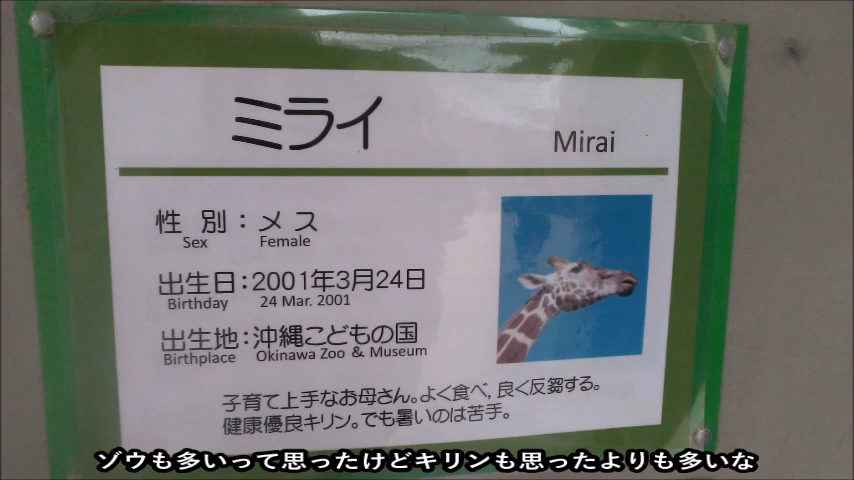 ミライ
Mirai
性別：メス
Sex Female
出生日：2001年3月24日
Birthday 24 Mar. 2001
出生地：沖縄こどもの国
Birthplace Okinawa Zoo & Museum
子育て上手なお母さん。よく食べ，良く反芻する。
健康優良キリン。でも暑いのは苦手。
ゾウも多いって思ったけどキリンも思ったよりも多いな